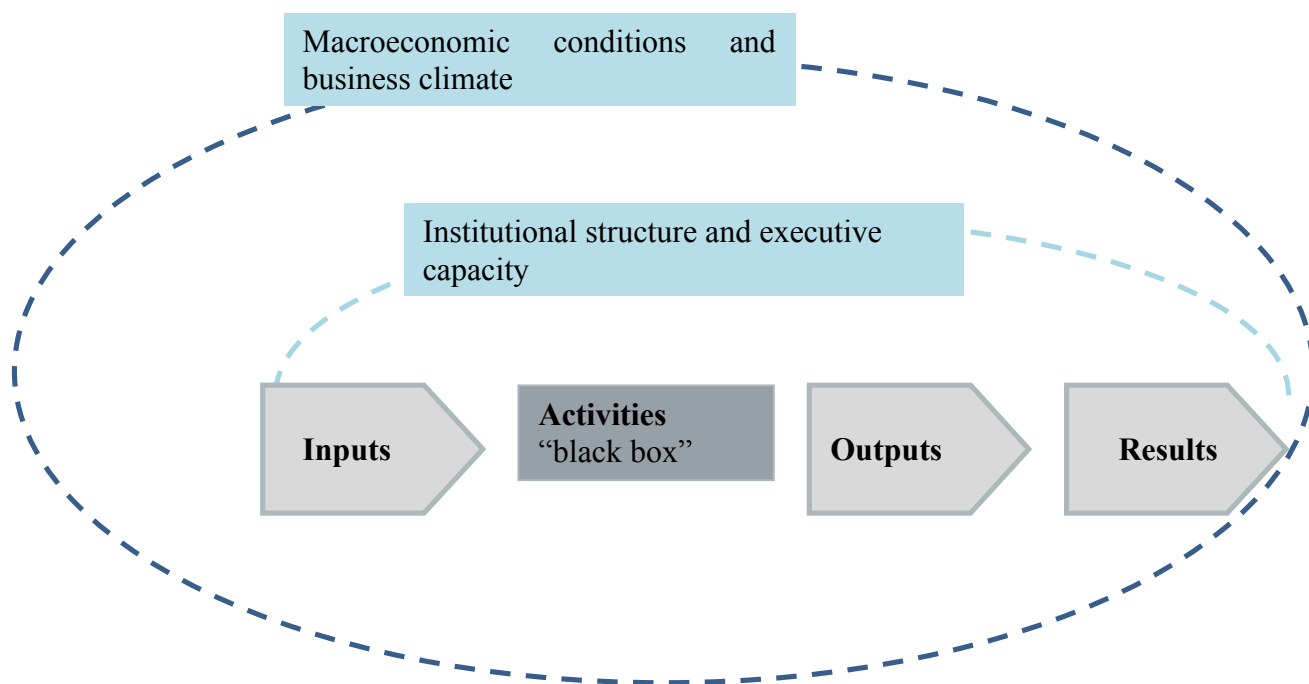 Macroeconomic conditions and
business climate
Institutional structure and executive
capacity
Inputs
Activities
“black box”
Outputs
Results